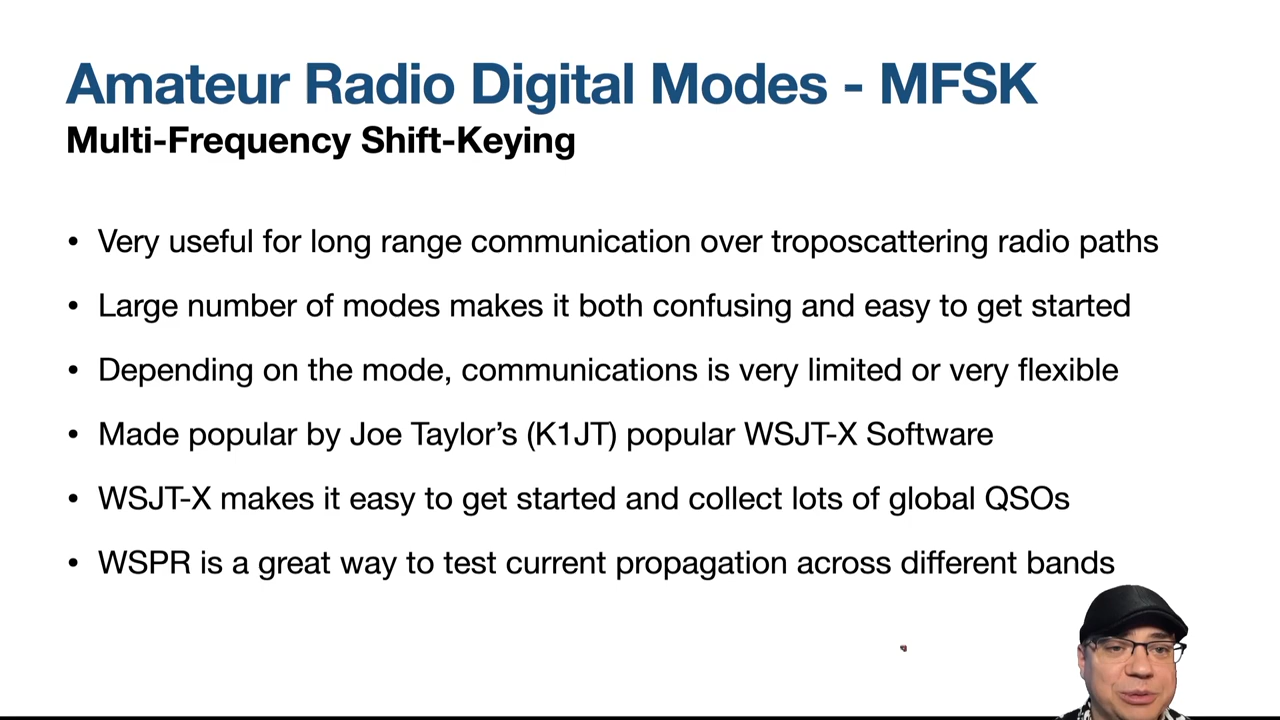 Amateur Radio Digital Modes - MFSK
Multi-Frequency Shift-Keying
• Very useful for long range communication over troposcattering radio paths
• Large number of modes makes it both confusing and easy to get started
• Depending on the mode, communications is very limited or very flexible
• Made popular by Joe Taylor’s (K1JT) popular WSJT-X Software
• WSJT-X makes it easy to get started and collect lots of global QSOs
• WSPR is a great way to test current propagation across different bands